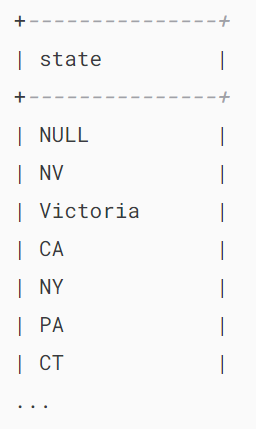 +---------------+
| state         |
+---------------+
| NULL          |
| NV            |
| Victoria      |
| CA            |
| NY            |
| PA            |
| CT            |
...